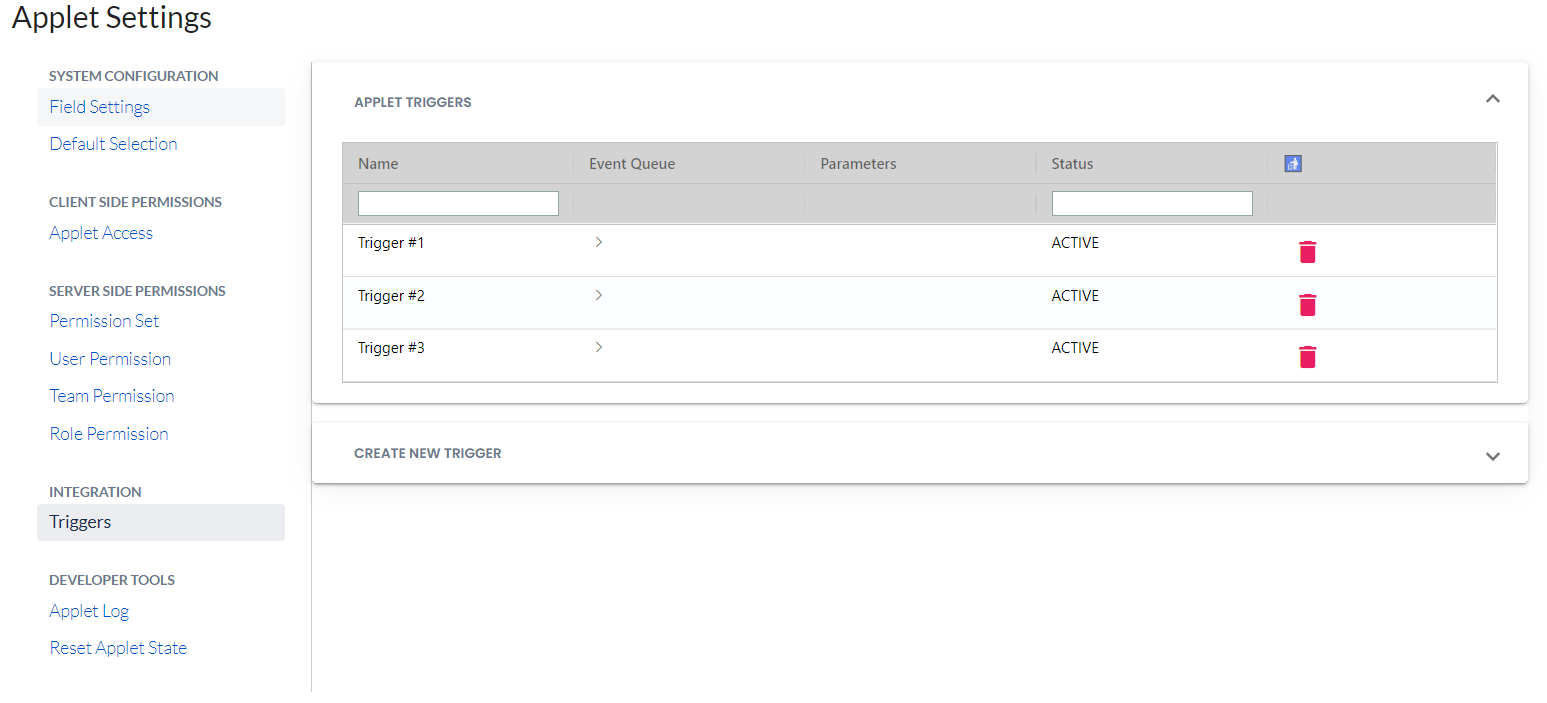 Applet Settings
SYSTEM CONFIGURATION
Field Settings
Default Selection
CLIENT SIDE PERMISSIONS
Applet Access
SERVER SIDE PERMISSIONS
Permission Set
User Permission
Team Permission
Role Permission
INTEGRATION
Triggers
DEVELOPER TOOLS
Applet Log
Reset Applet State
APPLET TRIGGERS
Name Event Queue Parameters Status
Trigger #1 ACTIVE
Trigger #2 ACTIVE
Trigger #3 ACTIVE
CREATE NEW TRIGGER